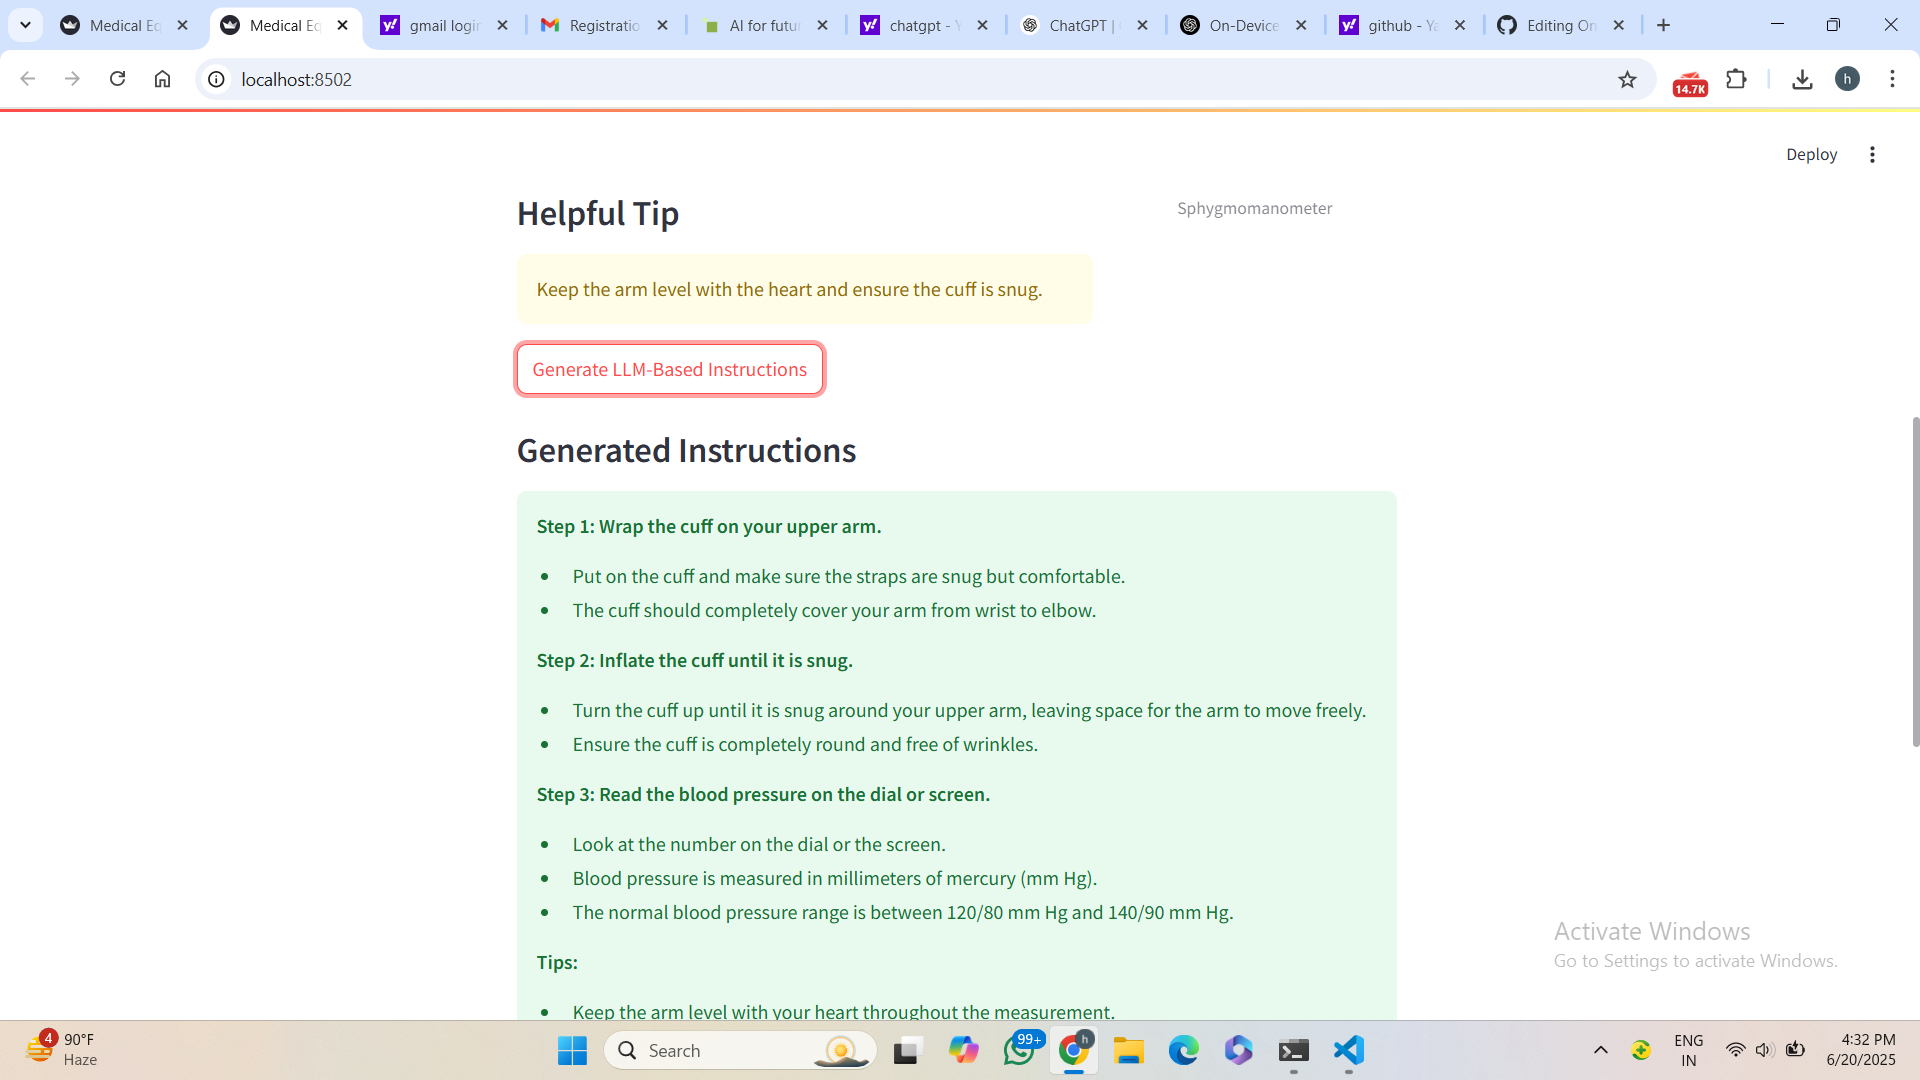 Medical Eq
Medical Eq
gmail login
Registratio
AI for futur
chatgpt - Y
ChatGPT | 
On-Device
github - Ya
Editing On
localhost:8502
14.7K
h
Deploy
Helpful Tip
Sphygmomanometer
Keep the arm level with the heart and ensure the cuff is snug.
Generate LLM-Based Instructions
Generated Instructions
Step 1: Wrap the cuff on your upper arm.
• Put on the cuff and make sure the straps are snug but comfortable.
• The cuff should completely cover your arm from wrist to elbow.
Step 2: Inflate the cuff until it is snug.
• Turn the cuff up until it is snug around your upper arm, leaving space for the arm to move freely.
• Ensure the cuff is completely round and free of wrinkles.
Step 3: Read the blood pressure on the dial or screen.
• Look at the number on the dial or the screen.
• Blood pressure is measured in millimeters of mercury (mm Hg).
• The normal blood pressure range is between 120/80 mm Hg and 140/90 mm Hg.
Tips:
• Keep the arm level with your heart throughout the measurement.
Activate Windows
Go to Settings to activate Windows.
4
90°F
Haze
Search
99+
h
ENG
IN
4:32 PM
6/20/2025